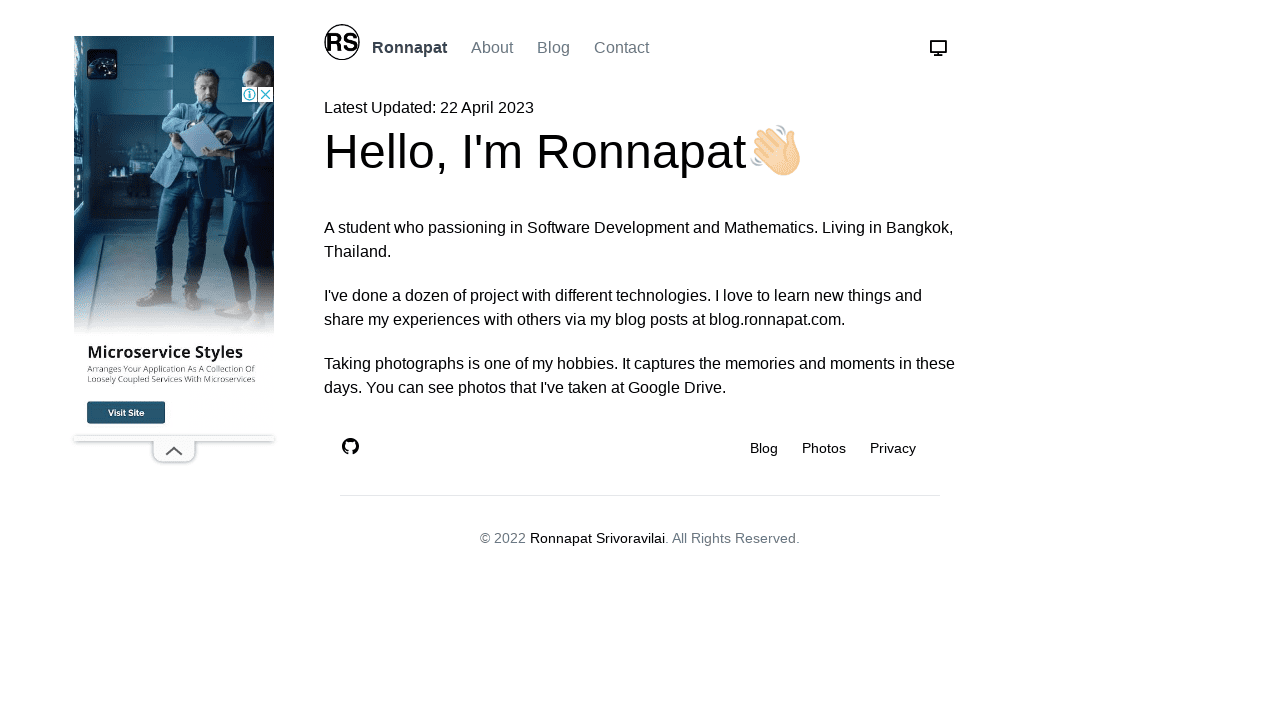 RS
Ronnapat About Blog Contact
Latest Updated: 22 April 2023
Hello, I'm Ronnapat👋🏻
A student who passioning in Software Development and Mathematics. Living in Bangkok,
Thailand.
I've done a dozen of project with different technologies. I love to learn new things and
share my experiences with others via my blog posts at blog.ronnapat.com.
Taking photographs is one of my hobbies. It captures the memories and moments in these
days. You can see photos that I've taken at Google Drive.
Microservice Styles
Arranges Your Application As A Collection Of
Loosely Coupled Services With Microservices
Visit Site
Blog Photos Privacy
© 2022 Ronnapat Srivoravilai. All Rights Reserved.